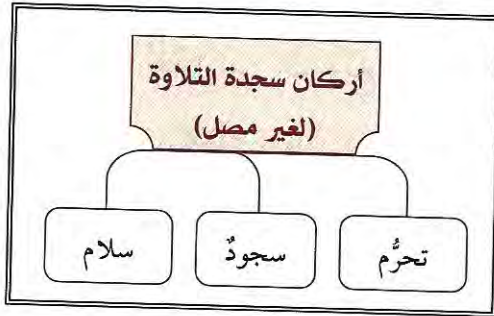 أركان سجدة التلاوة
(لغير مصل)
تحرُّم
سجودٌ
سلام